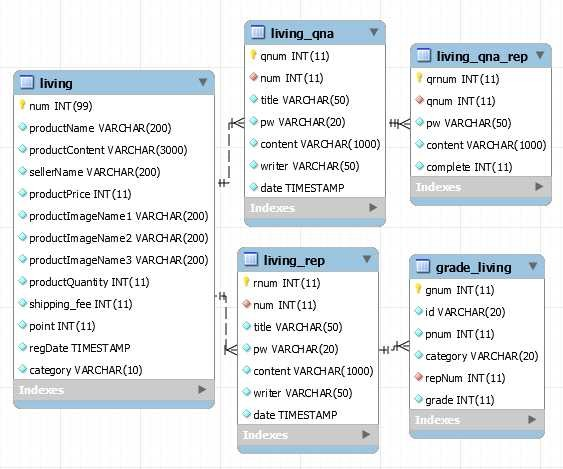 living
num INT(99)
productName VARCHAR(200)
productContent VARCHAR(3000)
sellerName VARCHAR(200)
productPrice INT(11)
productImageName1 VARCHAR(200)
productImageName2 VARCHAR(200)
productImageName3 VARCHAR(200)
productQuantity INT(11)
shipping_fee INT(11)
point INT(11)
regDate TIMESTAMP
category VARCHAR(10)
Indexes
living_qna
qnum INT(11)
num INT(11)
title VARCHAR(50)
pw VARCHAR(20)
content VARCHAR(1000)
writer VARCHAR(50)
date TIMESTAMP
Indexes
living_qna_rep
qrnum INT(11)
qnum INT(11)
pw VARCHAR(50)
content VARCHAR(1000)
complete INT(11)
Indexes
living_rep
rnum INT(11)
num INT(11)
title VARCHAR(50)
pw VARCHAR(20)
content VARCHAR(1000)
writer VARCHAR(50)
date TIMESTAMP
Indexes
grade_living
gnum INT(11)
id VARCHAR(20)
pnum INT(11)
category VARCHAR(20)
repNum INT(11)
grade INT(11)
Indexes